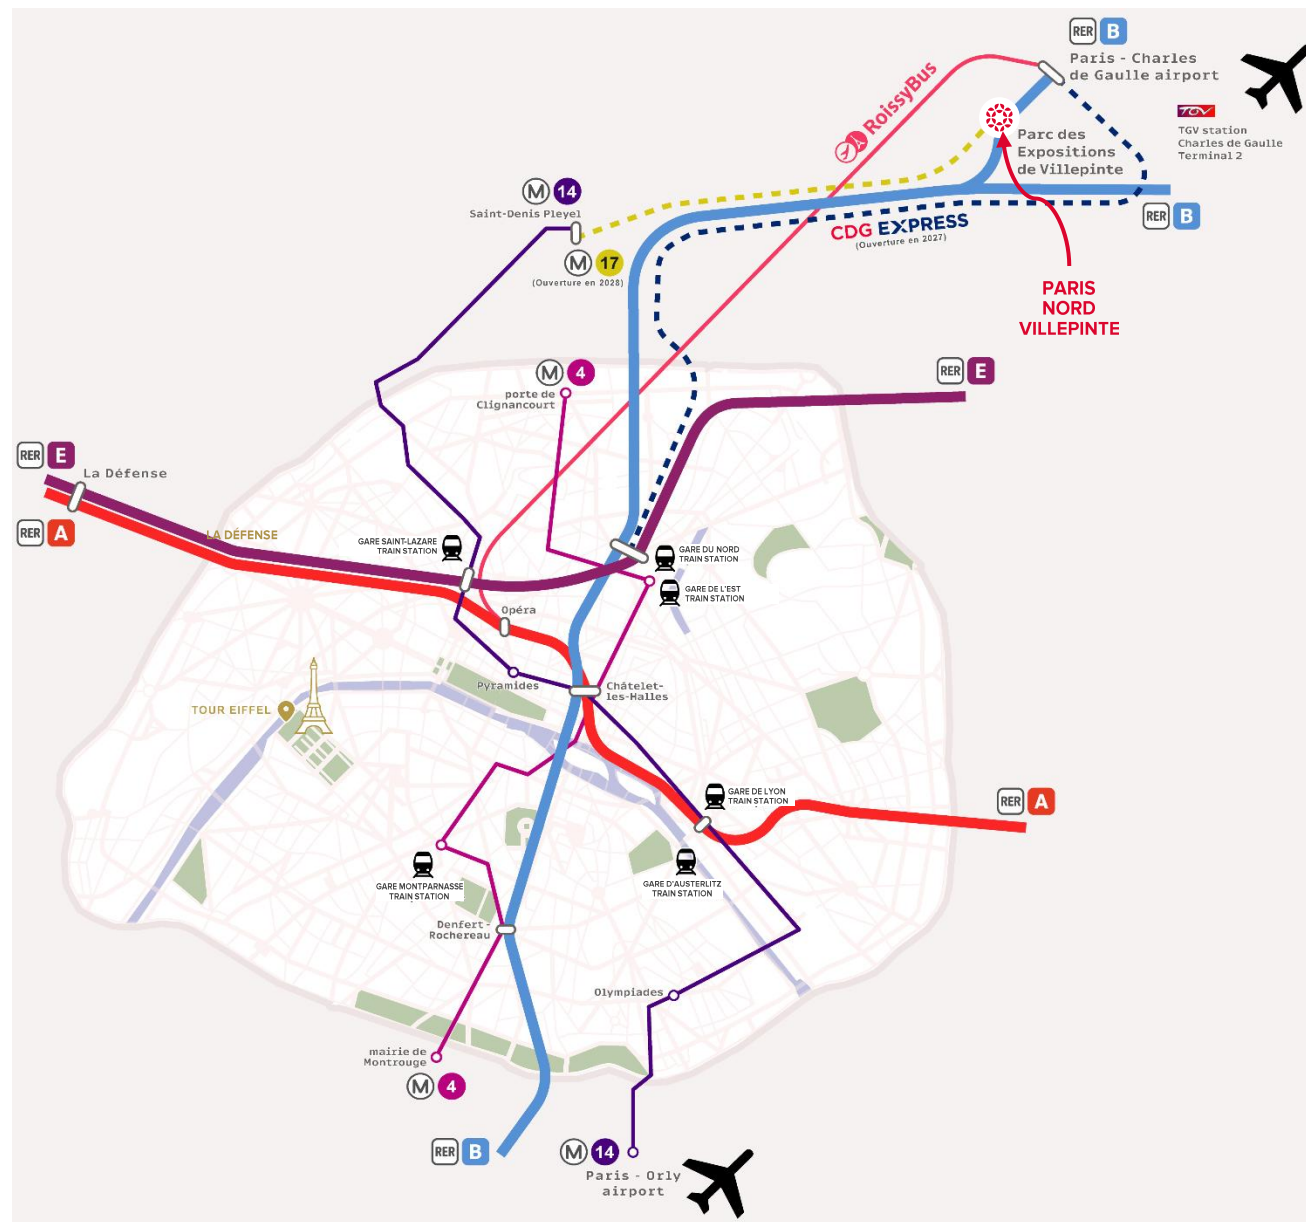 RER B
Paris - Charles
de Gaulle airport
TGV
TGV station
Charles de Gaulle
Terminal 2
RoissyBus
Parc des
Expositions
de Villepinte
M 14
Saint-Denis Pleyel
RER B
CDG EXPRESS
(Ouverture en 2027)
M 17
(Ouverture en 2028)
PARIS
NORD
VILLEPINTE
M 4
porte de
Clignancourt
RER E
RER E
La Défense
RER A
LA DÉFENSE
GARE SAINT-LAZARE
TRAIN STATION
GARE DU NORD
TRAIN STATION
GARE DE L'EST
TRAIN STATION
Opéra
Pyramides
Châtelet-
les-Halles
TOUR EIFFEL
GARE DE LYON
TRAIN STATION
RER A
GARE MONTPARNASSE
TRAIN STATION
GARE D'AUSTERLITZ
TRAIN STATION
Denfert-
Rochereau
Olympiades
mairie de
Montrouge
M 4
RER B
M 14
Paris - Orly
airport